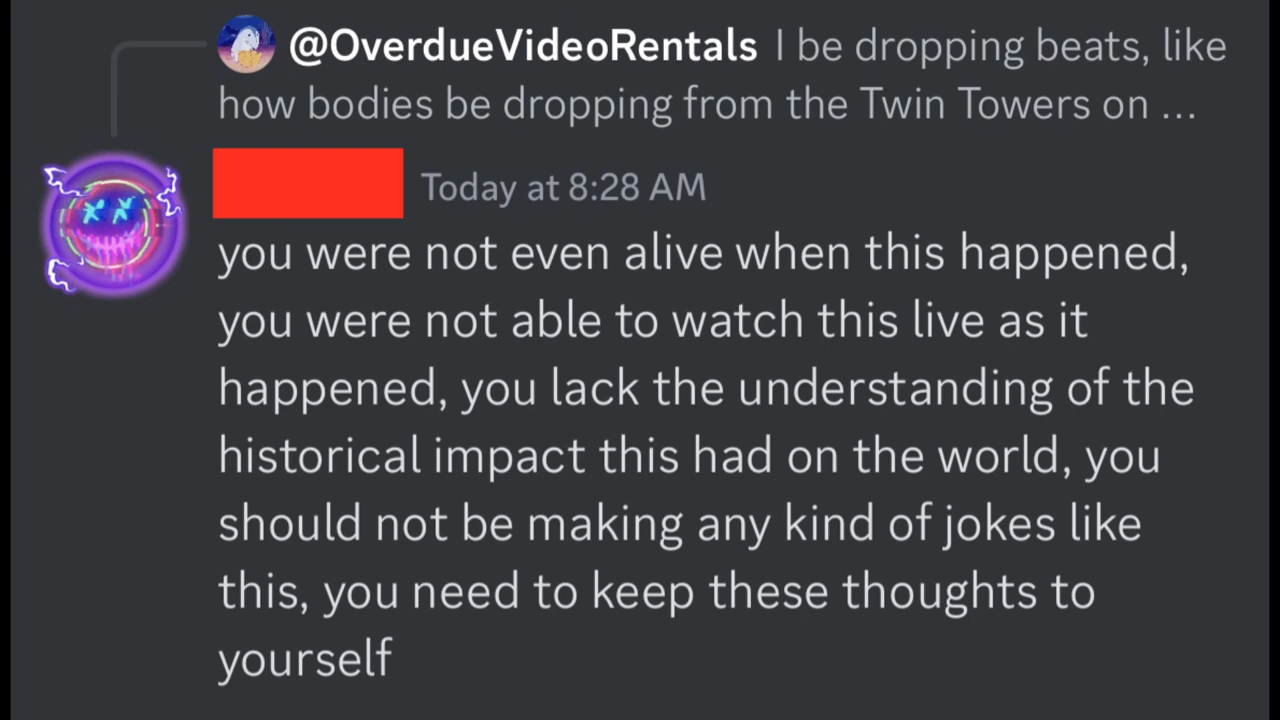 @OverdueVideoRentals I be dropping beats, like
how bodies be dropping from the Twin Towers on ...
Today at 8:28 AM
you were not even alive when this happened,
you were not able to watch this live as it
happened, you lack the understanding of the
historical impact this had on the world, you
should not be making any kind of jokes like
this, you need to keep these thoughts to
yourself